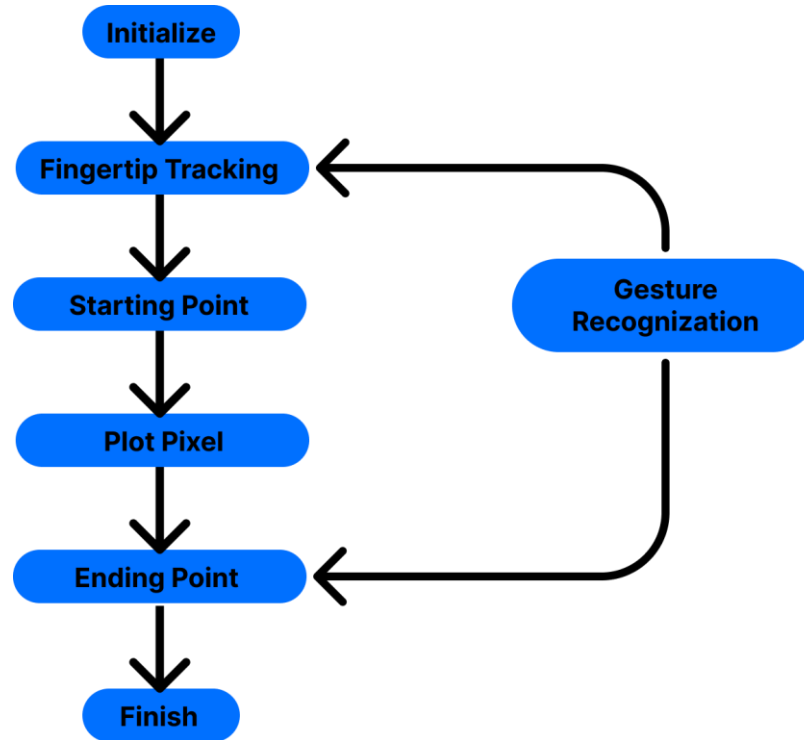 Initialize
Fingertip Tracking
Starting Point
Gesture
Recognization
Plot Pixel
Ending Point
Finish